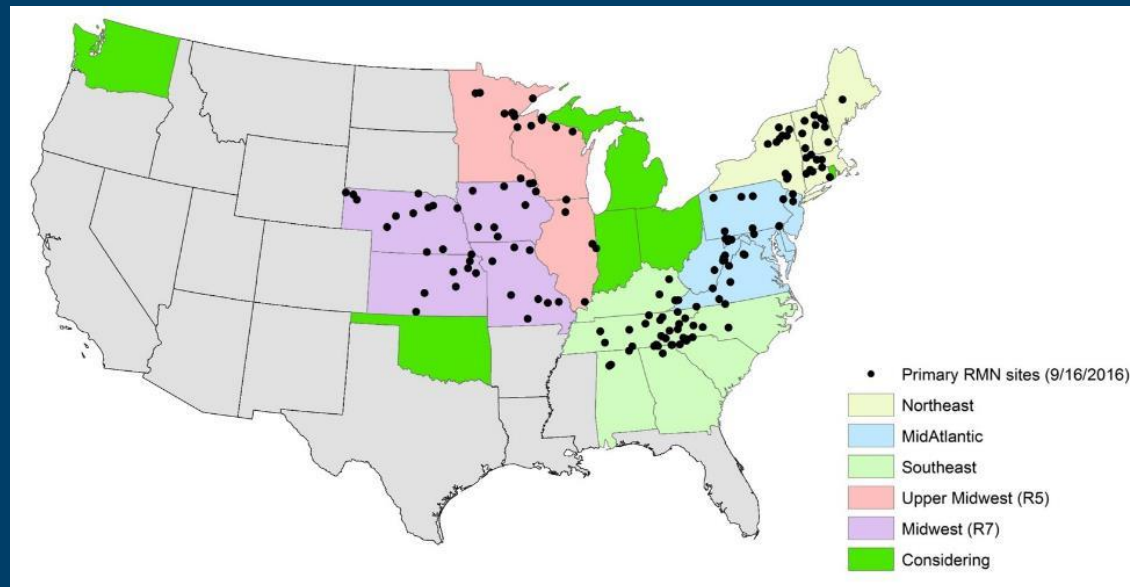 Primary RMN sites (9/16/2016)
Northeast
MidAtlantic
Southeast
Upper Midwest (R5)
Midwest (R7)
Considering